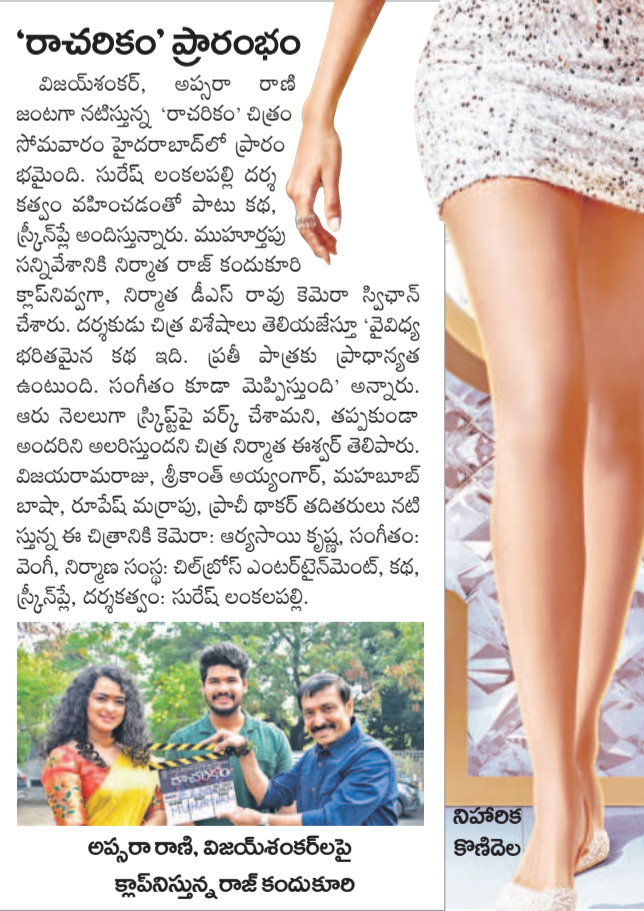 ‘రాచరికం’ ప్రారంభం
విజయ్‌శంకర్, అప్సరా రాణి
జంటగా నటిస్తున్న ‘రాచరికం’ చిత్రం
సోమవారం హైదరాబాద్‌లో ప్రారం
భమైంది. సురేష్ లంకలపల్లి దర్శ
కత్వం వహించడంతో పాటు కథ,
స్క్రీన్‌ప్లే అందిస్తున్నారు. ముహూర్తపు
సన్నివేశానికి నిర్మాత రాజ్ కందుకూరి
క్లాప్‌నివ్వగా, నిర్మాత డీఎస్ రావు కెమెరా స్విఛాన్
చేశారు. దర్శకుడు చిత్ర విశేషాలు తెలియజేస్తూ ‘వైవిధ్య
భరితమైన కథ ఇది. ప్రతీ పాత్రకు ప్రాధాన్యత
ఉంటుంది. సంగీతం కూడా మెప్పిస్తుంది’ అన్నారు.
ఆరు నెలలుగా స్క్రిప్ట్‌పై వర్క్ చేశామని, తప్పకుండా
అందరిని అలరిస్తుందని చిత్ర నిర్మాత ఈశ్వర్ తెలిపారు.
విజయరామరాజు, శ్రీకాంత్ అయ్యంగార్, మహబూబ్
బాషా, రూపేష్ మర్రాపు, ప్రాచీ థాకర్ తదితరులు నటి
స్తున్న ఈ చిత్రానికి కెమెరా: ఆర్యసాయి కృష్ణ, సంగీతం:
వెంగీ, నిర్మాణ సంస్థ: చిల్‌బ్రోస్ ఎంటర్‌టైన్‌మెంట్, కథ,
స్క్రీన్‌ప్లే, దర్శకత్వం: సురేష్ లంకలపల్లి.
రాచరికం
MUHURTHAM
అప్సరా రాణి, విజయ్‌శంకర్‌లపై
క్లాప్‌నిస్తున్న రాజ్ కందుకూరి
నిహారిక
కొణిదెల